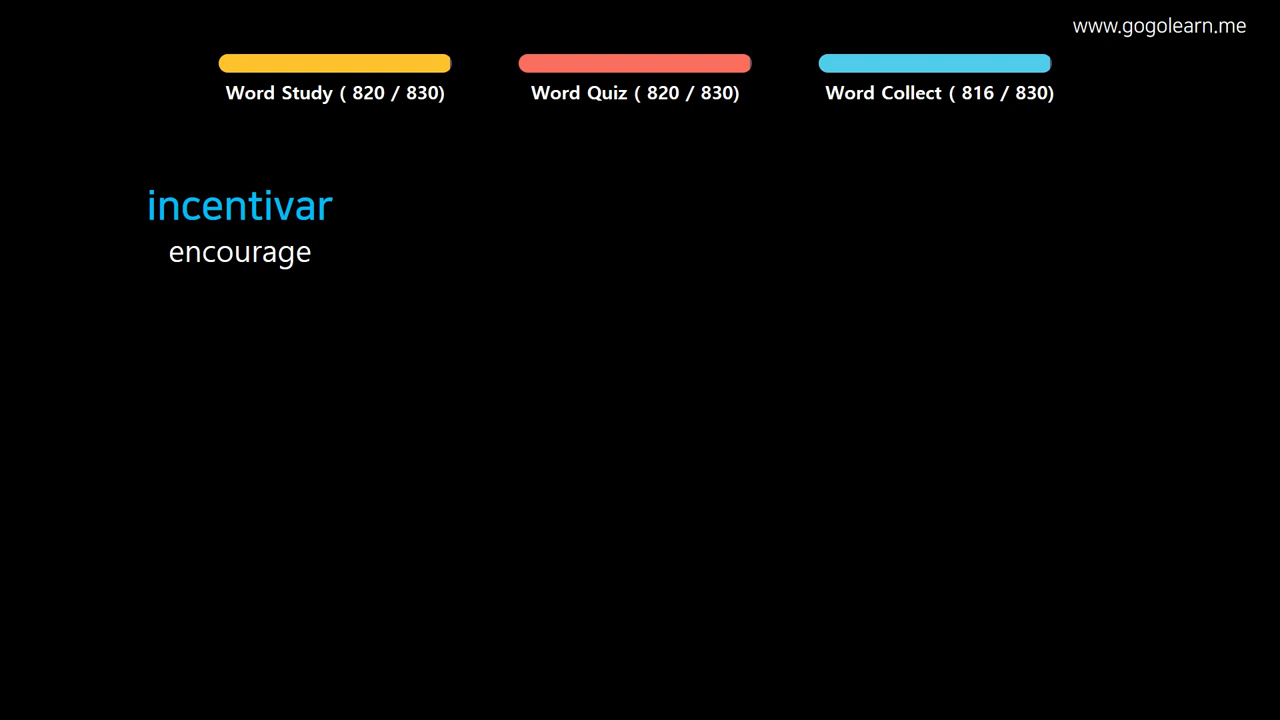 www.gogolearn.me
Word Study ( 820 / 830)
Word Quiz ( 820 / 830)
Word Collect ( 816 / 830)
incentivar
encourage